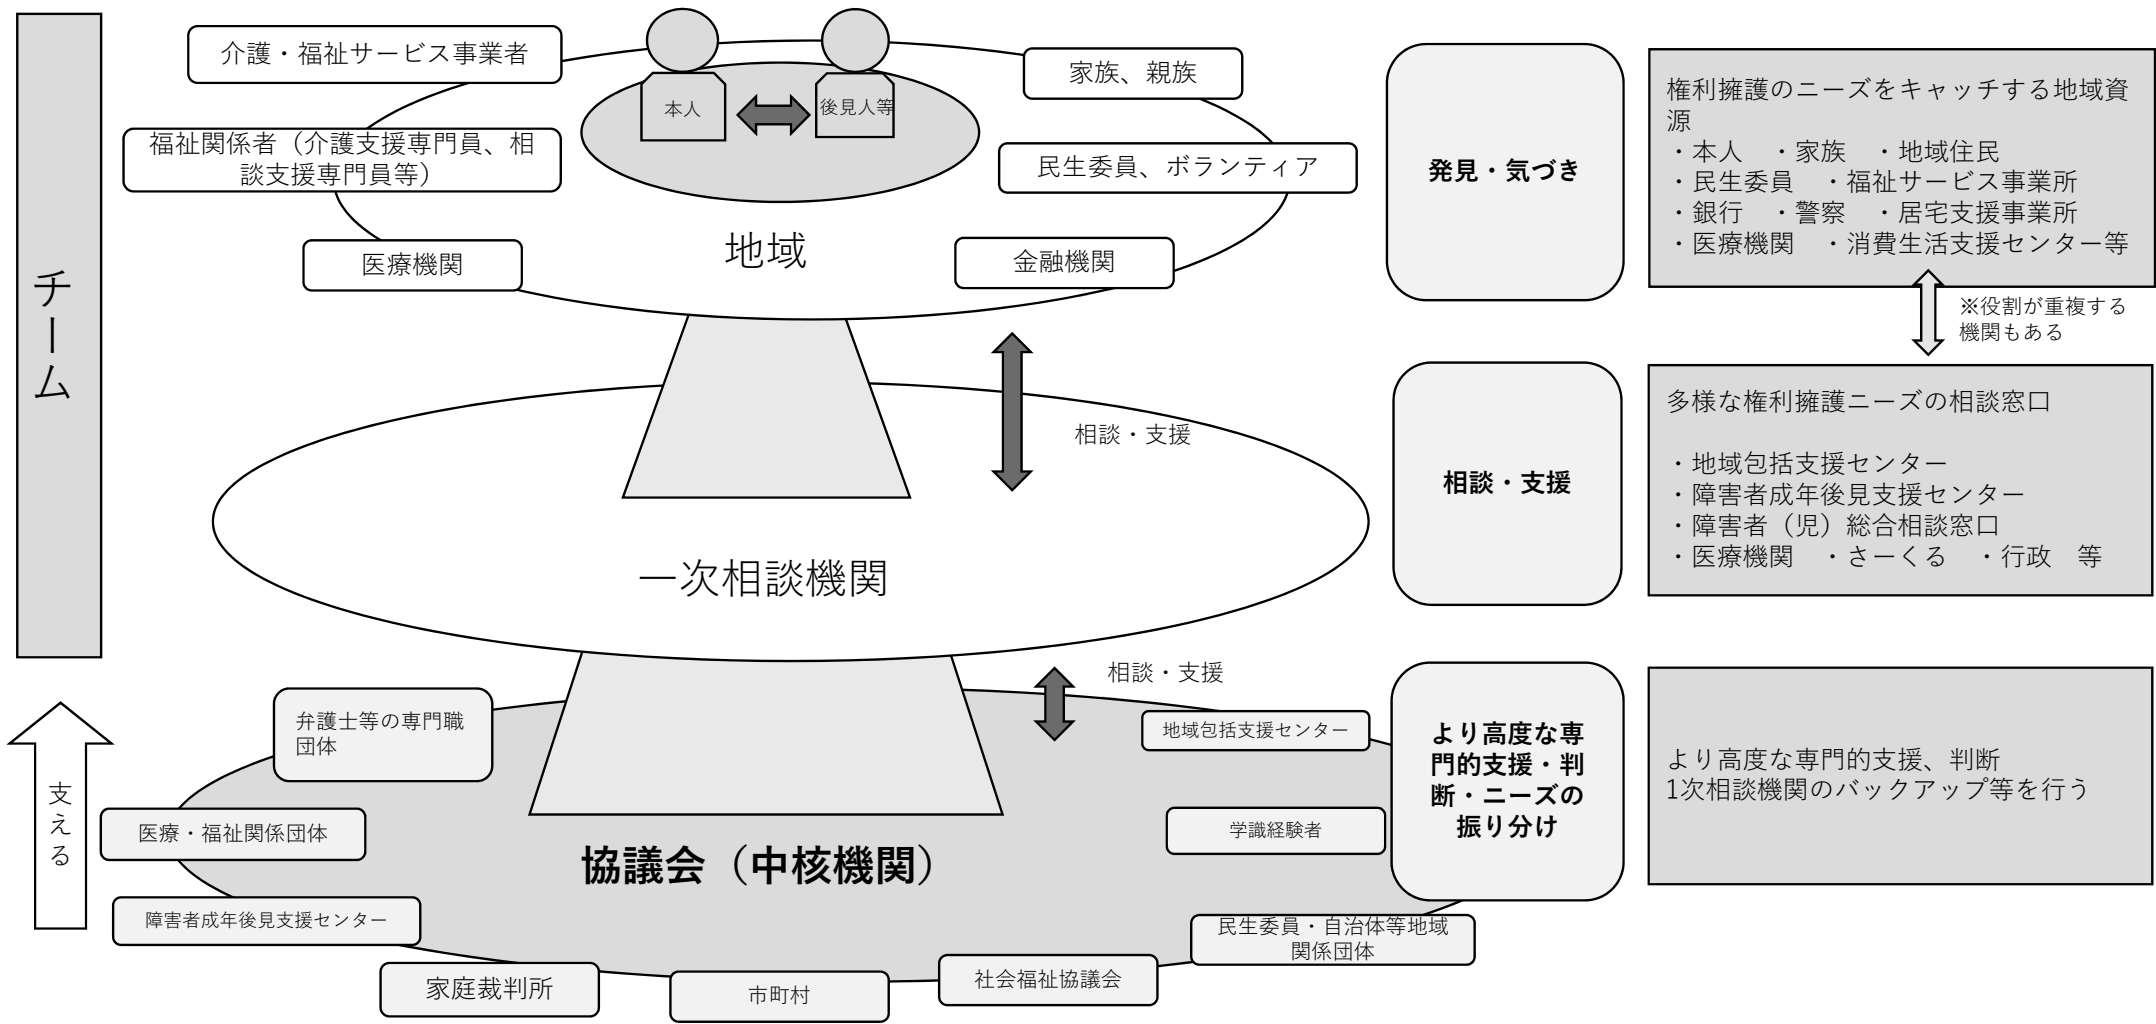 チーム
介護・福祉サービス事業者
福祉関係者（介護支援専門員、相
談支援専門員等）
医療機関
本人
後見人等
家族、親族
民生委員、ボランティア
金融機関
地域
発見・気づき
権利擁護のニーズをキャッチする地域資
源
・本人　・家族　・地域住民
・民生委員　・福祉サービス事業所
・銀行　・警察　・居宅支援事業所
・医療機関　・消費生活支援センター等
※役割が重複する
機関もある
相談・支援
一次相談機関
相談・支援
多様な権利擁護ニーズの相談窓口
・地域包括支援センター
・障害者成年後見支援センター
・障害者（児）総合相談窓口
・医療機関　・さーくる　・行政　等
相談・支援
支える
弁護士等の専門職
団体
医療・福祉関係団体
障害者成年後見支援センター
家庭裁判所
市町村
社会福祉協議会
民生委員・自治体等地域
関係団体
学識経験者
地域包括支援センター
協議会（中核機関）
より高度な専
門的支援・判
断・ニーズの
振り分け
より高度な専門的支援、判断
1次相談機関のバックアップ等を行う